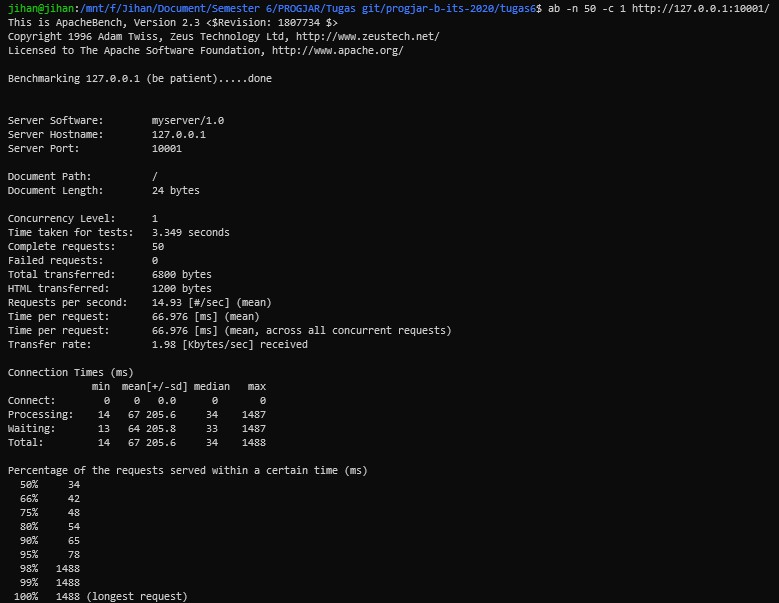 jihan@jihan:/mnt/f/Jihan/Document/Semester 6/PROGJAR/Tugas git/progjar-b-its-2020/tugas6$ ab -n 50 -c 1 http://127.0.0.1:10001/
This is ApacheBench, Version 2.3 <$Revision: 1807734 $>
Copyright 1996 Adam Twiss, Zeus Technology Ltd, http://www.zeustech.net/
Licensed to The Apache Software Foundation, http://www.apache.org/

Benchmarking 127.0.0.1 (be patient).....done


Server Software:        myserver/1.0
Server Hostname:        127.0.0.1
Server Port:            10001

Document Path:          /
Document Length:        24 bytes

Concurrency Level:      1
Time taken for tests:   3.349 seconds
Complete requests:      50
Failed requests:        0
Total transferred:      6800 bytes
HTML transferred:       1200 bytes
Requests per second:    14.93 [#/sec] (mean)
Time per request:       66.976 [ms] (mean)
Time per request:       66.976 [ms] (mean, across all concurrent requests)
Transfer rate:          1.98 [Kbytes/sec] received

Connection Times (ms)
              min  mean[+/-sd] median   max
Connect:        0    0   0.0      0       0
Processing:    14   67 205.6     34    1487
Waiting:       13   64 205.8     33    1487
Total:         14   67 205.6     34    1488

Percentage of the requests served within a certain time (ms)
  50%     34
  66%     42
  75%     48
  80%     54
  90%     65
  95%     78
  98%   1488
  99%   1488
 100%   1488 (longest request)